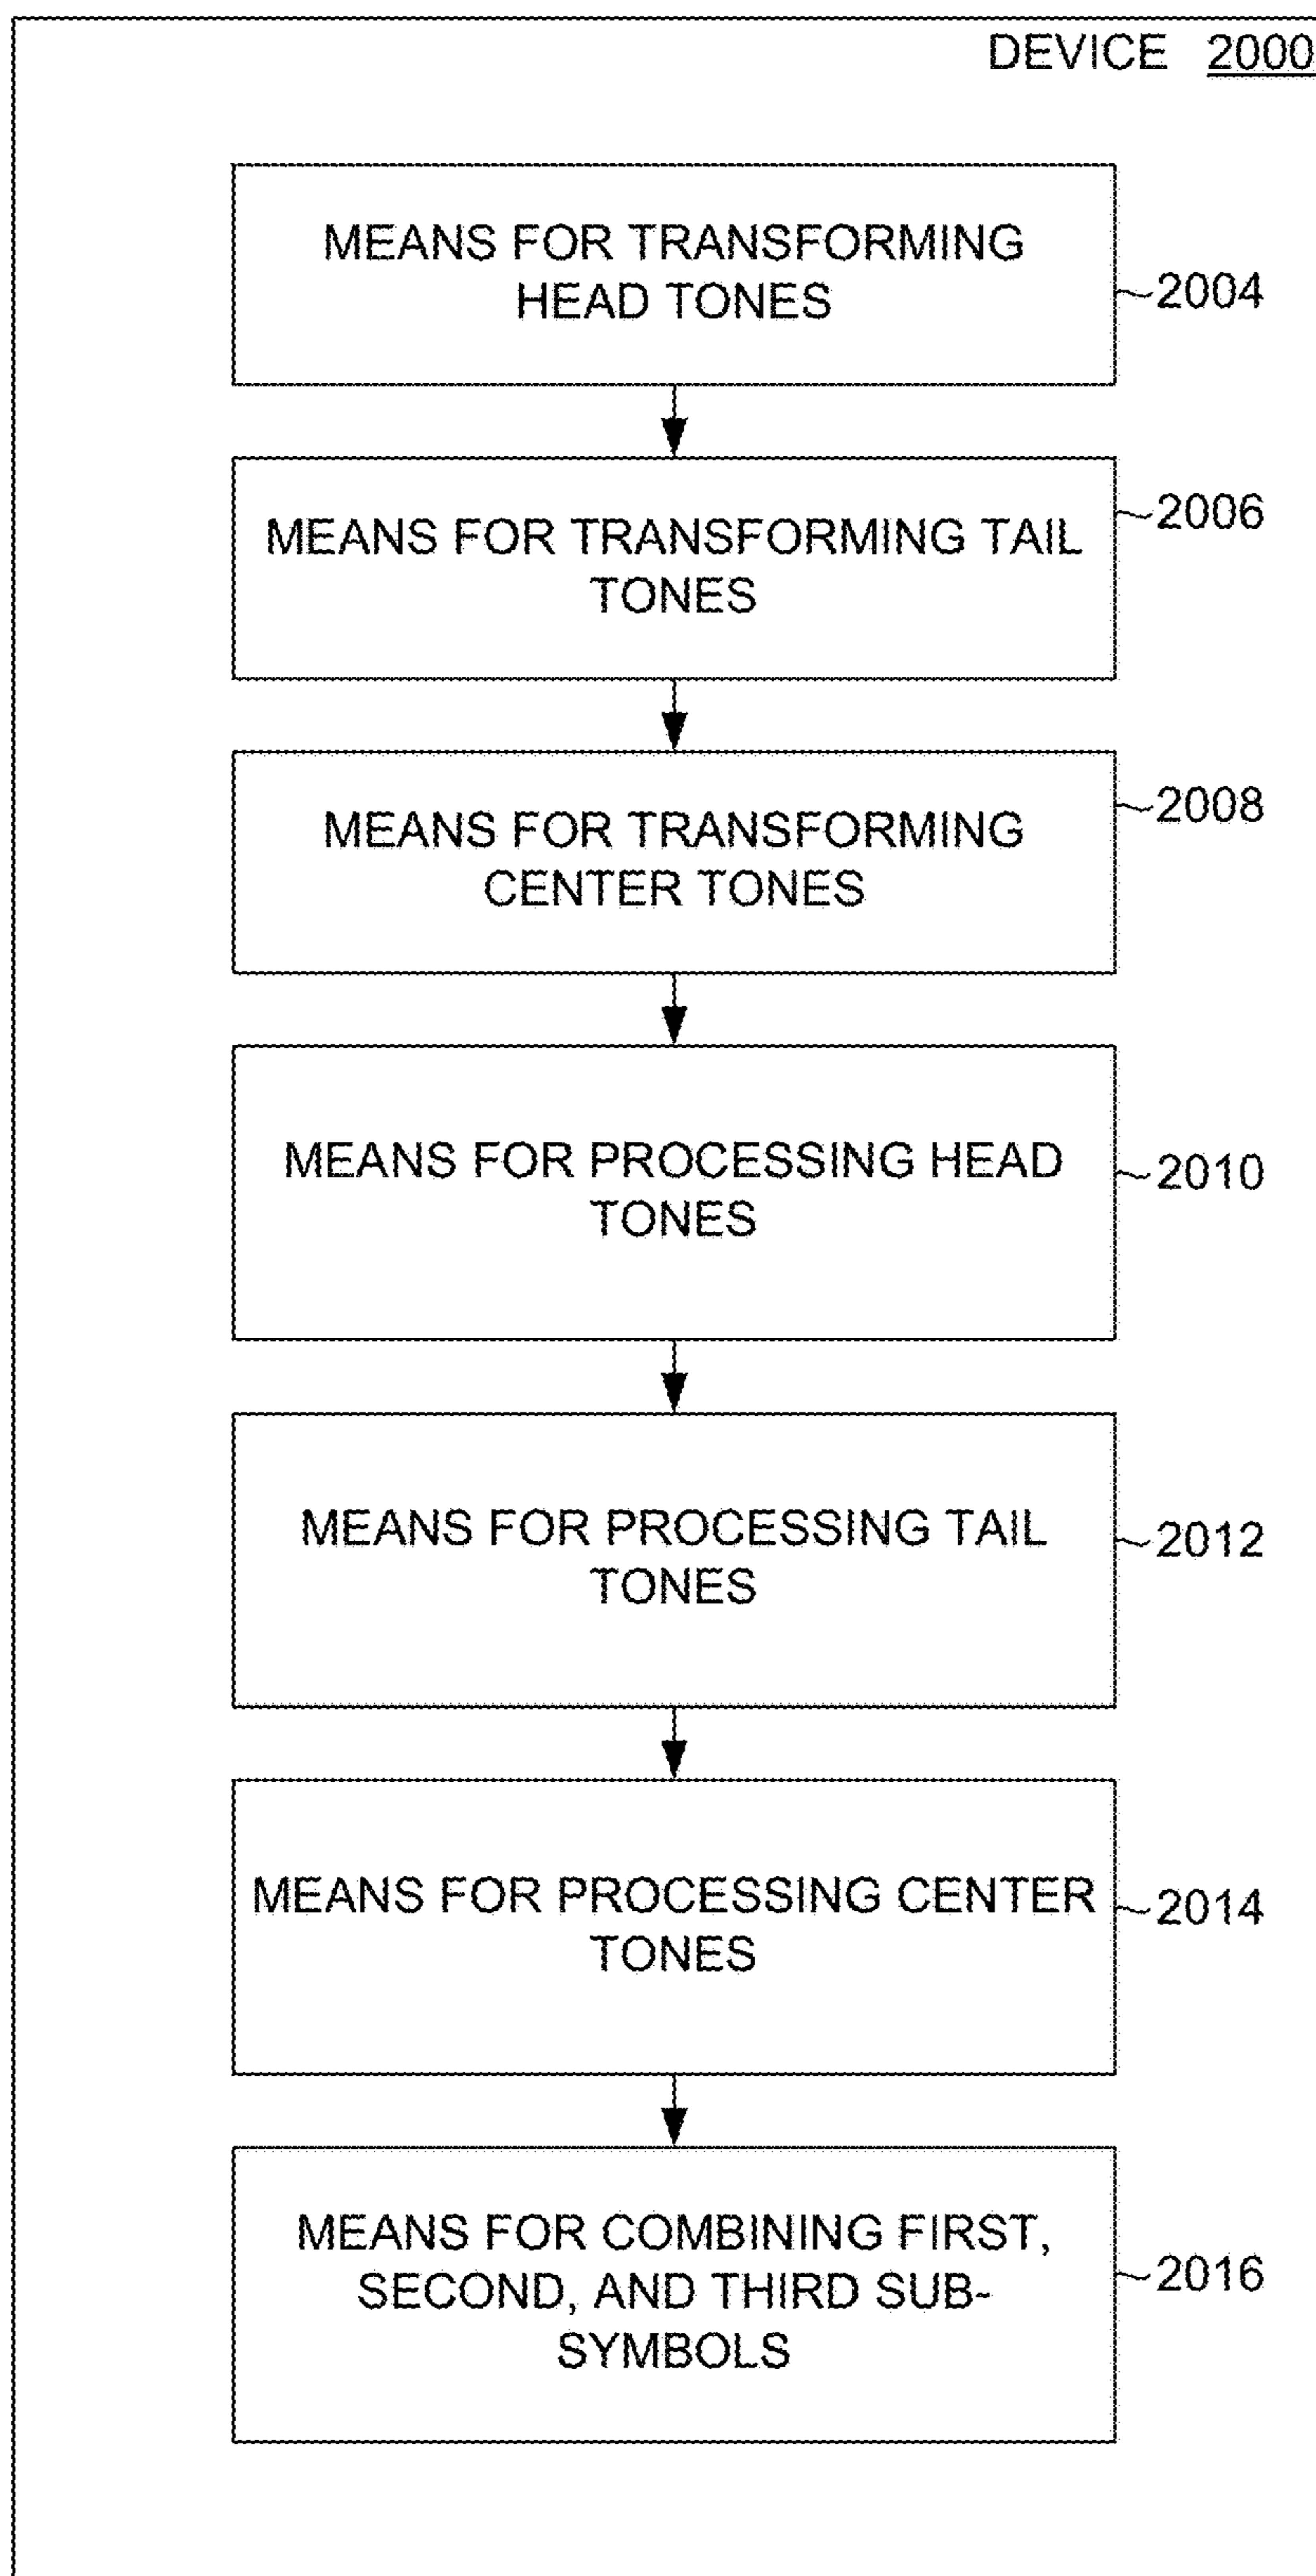 DEVICE 2000
MEANS FOR TRANSFORMING
HEAD TONES
2004
MEANS FOR TRANSFORMING TAIL
TONES
2006
MEANS FOR TRANSFORMING
CENTER TONES
2008
MEANS FOR PROCESSING HEAD
TONES
2010
MEANS FOR PROCESSING TAIL
TONES
2012
MEANS FOR PROCESSING CENTER
TONES
2014
MEANS FOR COMBINING FIRST,
SECOND, AND THIRD SUB-
SYMBOLS
2016